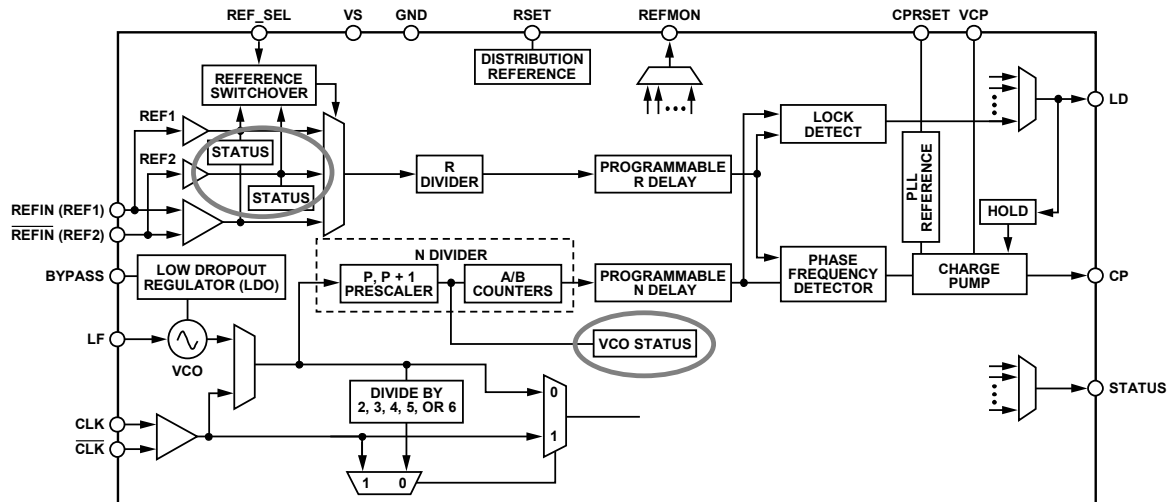 REF_SEL
VS
GND
RSET
REFMON
CPRSET
VCP
DISTRIBUTION
REFERENCE
REFERENCE
SWITCHOVER
REF1
STATUS
REF2
STATUS
R
DIVIDER
PROGRAMMABLE
R DELAY
LOCK
DETECT
PLL
REFERENCE
LD
HOLD
REFIN (REF1)
REFIN (REF2)
BYPASS
LOW DROPOUT
REGULATOR (LDO)
N DIVIDER
P, P + 1
PRESCALER
A/B
COUNTERS
PROGRAMMABLE
N DELAY
PHASE
FREQUENCY
DETECTOR
CHARGE
PUMP
CP
LF
VCO
VCO STATUS
DIVIDE BY
2, 3, 4, 5, OR 6
0
1
STATUS
CLK
CLK
1 0